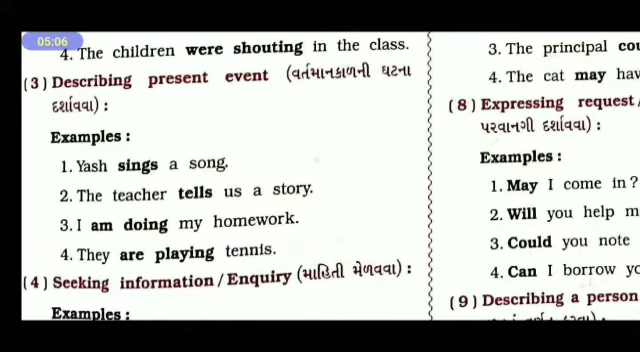 05:06
4. The children were shouting in the class.
(3) Describing present event (વર્તમાનકાળની ઘટના
દર્શાવવા) :
Examples :
1. Yash sings a song.
2. The teacher tells us a story.
3. I am doing my homework.
4. They are playing tennis.
(4) Seeking information / Enquiry (માહિતી મેળવવા) :
Examples :
3. The principal
4. The cat may
(8) Expressing request
પરવાનગી દર્શાવવા) :
Examples :
1. May I come in?
2. Will you help
3. Could you note
4. Can I borrow
(9) Describing a person